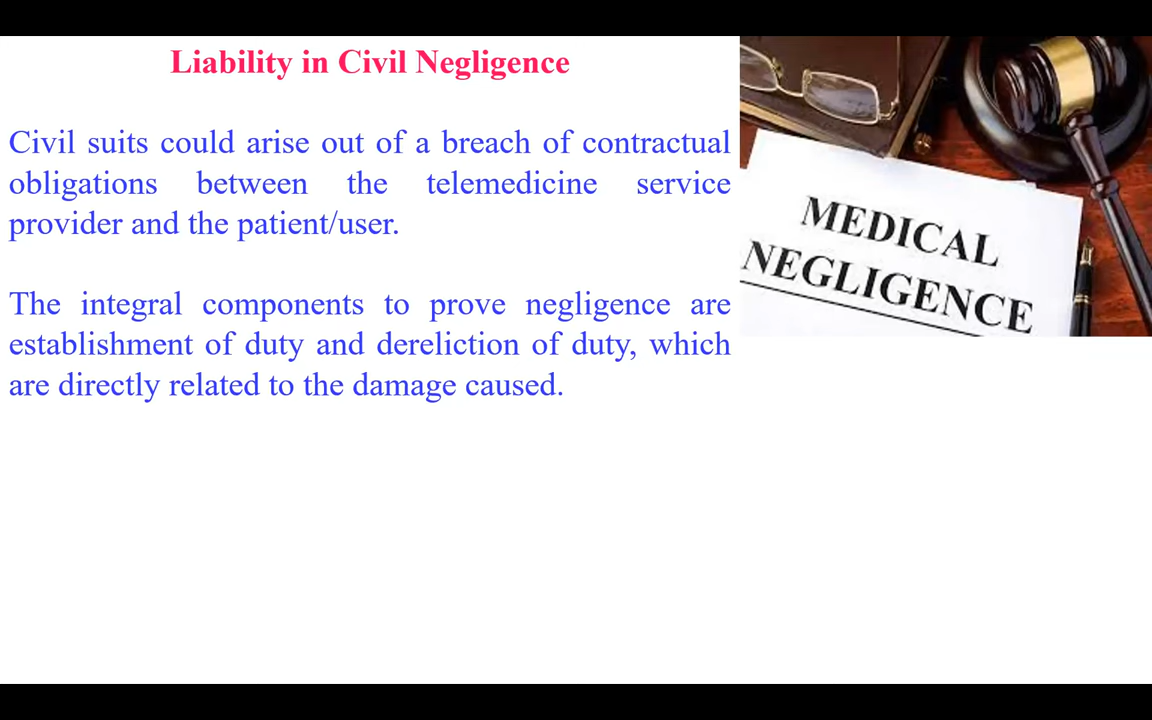 Liability in Civil Negligence
Civil suits could arise out of a breach of contractual
obligations between the telemedicine service
provider and the patient/user.
The integral components to prove negligence are
establishment of duty and dereliction of duty, which
are directly related to the damage caused.
MEDICAL
NEGLIGENCE